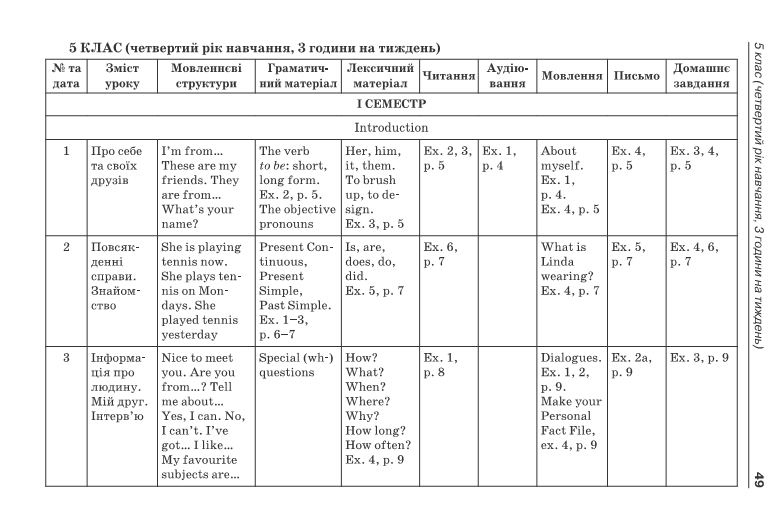 5 КЛАС (четвертий рік навчання, 3 години на тиждень)
№ та дата
Зміст уроку
Мовленнєві структури
Граматич-
ний матеріал
Лексичний матеріал
Читання
Аудію-
вання
Мовлення
Письмо
Домашнє завдання
І СЕМЕСТР
Introduction
1
Про себе
та своїх
друзів
I'm from...
These are my
friends. They
are from...
What's your
name?
The verb
to be: short,
long form.
Ex. 2, p. 5.
The objective
pronouns
Her, him,
it, them.
To brush
up, to de-
sign.
Ex. 3, p. 5
Ex. 2, 3,
p. 5
Ex. 1,
p. 4
About
myself.
Ex. 1,
p. 4.
Ex. 4, p. 5
Ex. 4,
p. 5
Ex. 3, 4,
p. 5
2
Повсяк-
денні
справи.
Знайом-
ство
She is playing
tennis now.
She plays ten-
nis on Mon-
days. She
played tennis
yesterday
Present Con-
tinuous,
Present
Simple,
Past Simple.
Ex. 1–3,
p. 6–7
Is, are,
does, do,
did.
Ex. 5, p. 7
Ex. 6,
p. 7
What is
Linda
wearing?
Ex. 4, p. 7
Ex. 5,
p. 7
Ex. 4, 6,
p. 7
3
Інформа-
ція про
людину.
Мій друг.
Інтерв'ю
Nice to meet
you. Are you
from...? Tell
me about...
Yes, I can. No,
I can't. I've
got... I like...
My favourite
subjects are...
Special (wh-)
questions
How?
What?
When?
Where?
Why?
How long?
How often?
Ex. 4, p. 9
Ex. 1,
p. 8
Dialogues.
Ex. 1, 2,
p. 9.
Make your
Personal
Fact File,
ex. 4, p. 9
Ex. 2a,
p. 9
Ex. 3, p. 9
5 клас (четвертий рік навчання, 3 години на тиждень)
49